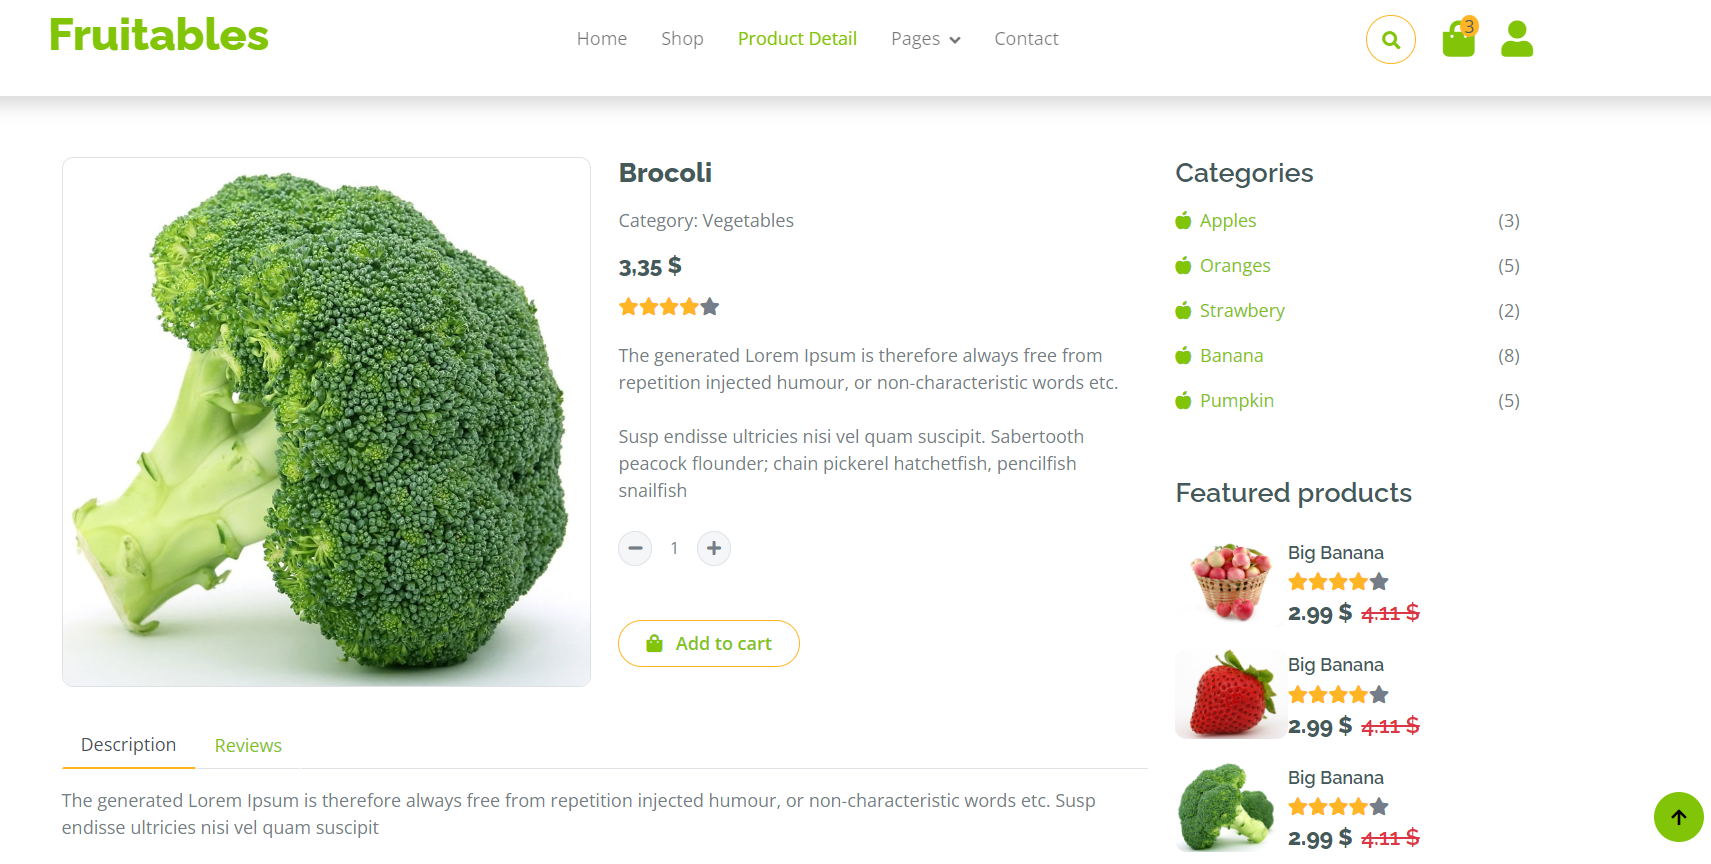 Fruitables
Home Shop Product Detail Pages Contact
3
Brocoli
Category: Vegetables
3,35 $
The generated Lorem Ipsum is therefore always free from
repetition injected humour, or non-characteristic words etc.
Susp endisse ultricies nisi vel quam suscipit. Sabertooth
peacock flounder; chain pickerel hatchetfish, pencilfish
snailfish
1
Add to cart
Description Reviews
The generated Lorem Ipsum is therefore always free from repetition injected humour, or non-characteristic words etc. Susp
endisse ultricies nisi vel quam suscipit
Categories
Apples (3)
Oranges (5)
Strawbery (2)
Banana (8)
Pumpkin (5)
Featured products
Big Banana
2.99 $ 4.11 $
Big Banana
2.99 $ 4.11 $
Big Banana
2.99 $ 4.11 $